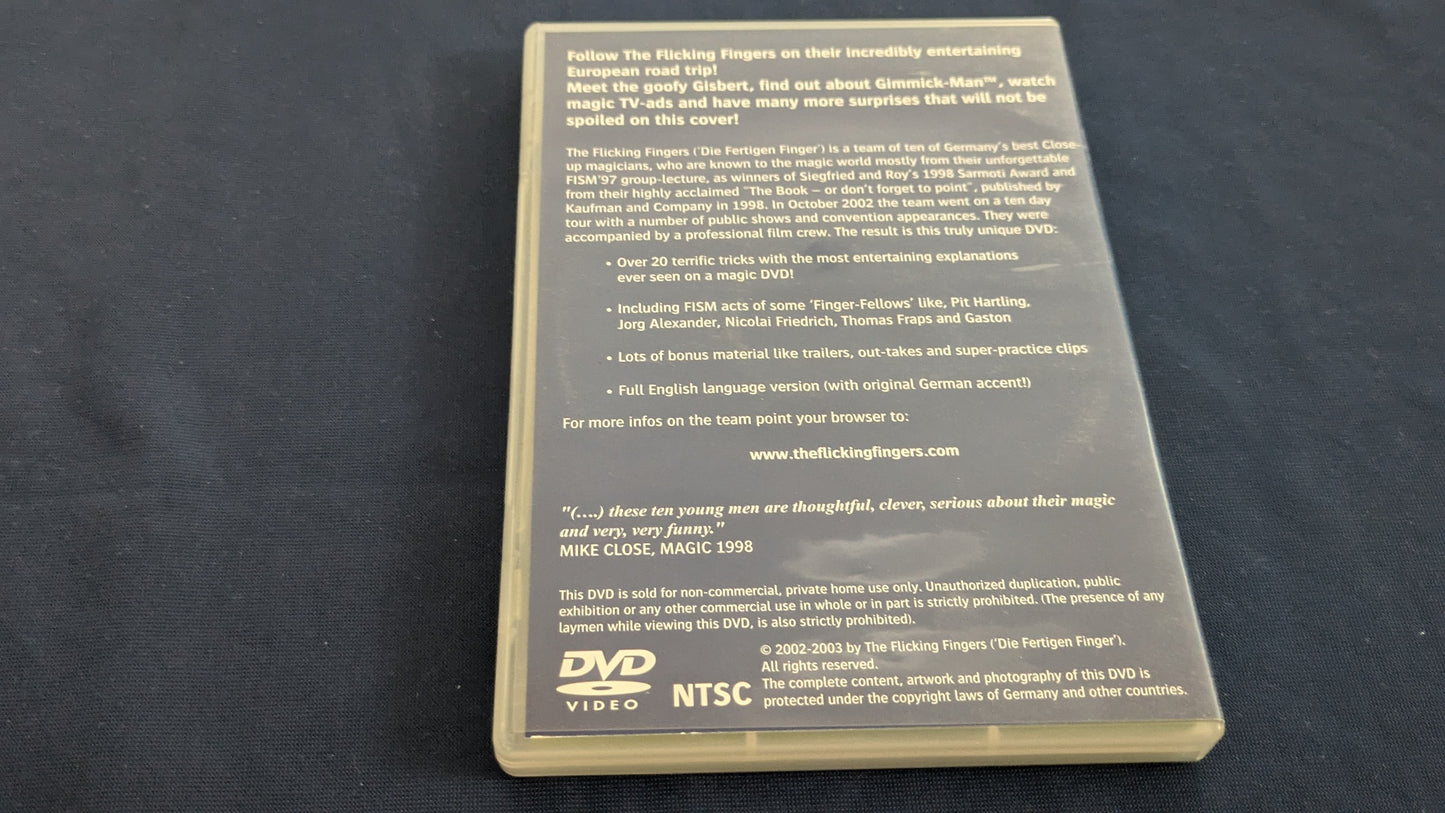 Follow The Flicking Fingers on their incredibly entertaining
European road trip!
Meet the goofy Gisbert, find out about Gimmick-Man™, watch
magic TV-ads and have many more surprises that will not be
spoiled on this cover!
The Flicking Fingers ('Die Fertigen Finger') is a team of ten of Germany's best Close-
up magicians, who are known to the magic world mostly from their unforgettable
FISM'97 group-lecture, as winners of Siegfried and Roy's 1998 Sarmoti Award and
from their highly acclaimed "The Book – or don't forget to point", published by
Kaufman and Company in 1998. In October 2002 the team went on a ten day
tour with a number of public shows and convention appearances. They were
accompanied by a professional film crew. The result is this truly unique DVD:
• Over 20 terrific tricks with the most entertaining explanations
ever seen on a magic DVD!
• Including FISM acts of some 'Finger-Fellows' like, Pit Hartling,
Jorg Alexander, Nicolai Friedrich, Thomas Fraps and Gaston
• Lots of bonus material like trailers, out-takes and super-practice clips
• Full English language version (with original German accent!)
For more infos on the team point your browser to:
www.theflickingfingers.com
"(....) these ten young men are thoughtful, clever, serious about their magic
and very, very funny."
MIKE CLOSE, MAGIC 1998
This DVD is sold for non-commercial, private home use only. Unauthorized duplication, public
exhibition or any other commercial use in whole or in part is strictly prohibited. (The presence of any
laymen while viewing this DVD, is also strictly prohibited).
© 2002-2003 by The Flicking Fingers ('Die Fertigen Finger').
All rights reserved.
The complete content, artwork and photography of this DVD is
protected under the copyright laws of Germany and other countries.
DVD
VIDEO
NTSC